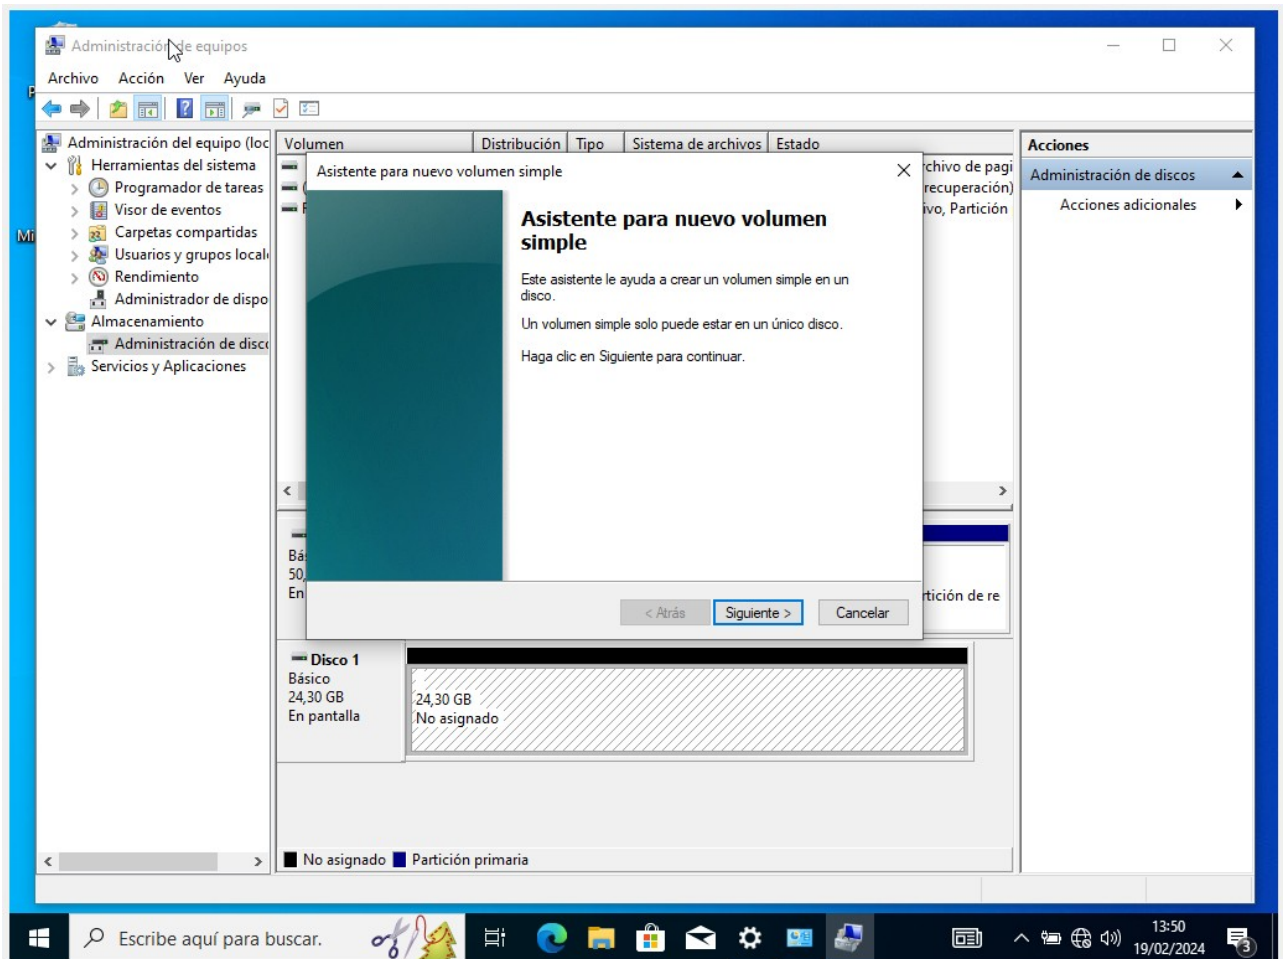 Administración de equipos
Archivo Acción Ver Ayuda
Administración del equipo (loc
Herramientas del sistema
Programador de tareas
Visor de eventos
Carpetas compartidas
Usuarios y grupos local
Rendimiento
Administrador de dispo
Almacenamiento
Administración de disc
Servicios y Aplicaciones
Volumen Distribución Tipo Sistema de archivos Estado
chivo de pagi
recuperación)
ivo, Partición
Asistente para nuevo volumen simple
Asistente para nuevo volumen
simple
Este asistente le ayuda a crear un volumen simple en un
disco.
Un volumen simple solo puede estar en un único disco.
Haga clic en Siguiente para continuar.
< Atrás Siguiente > Cancelar
Bás
50,
En
rtición de re
Disco 1
Básico
24,30 GB
En pantalla
24,30 GB
No asignado
No asignado Partición primaria
Acciones
Administración de discos
Acciones adicionales
Mi
Escribe aquí para buscar.
13:50
19/02/2024
3